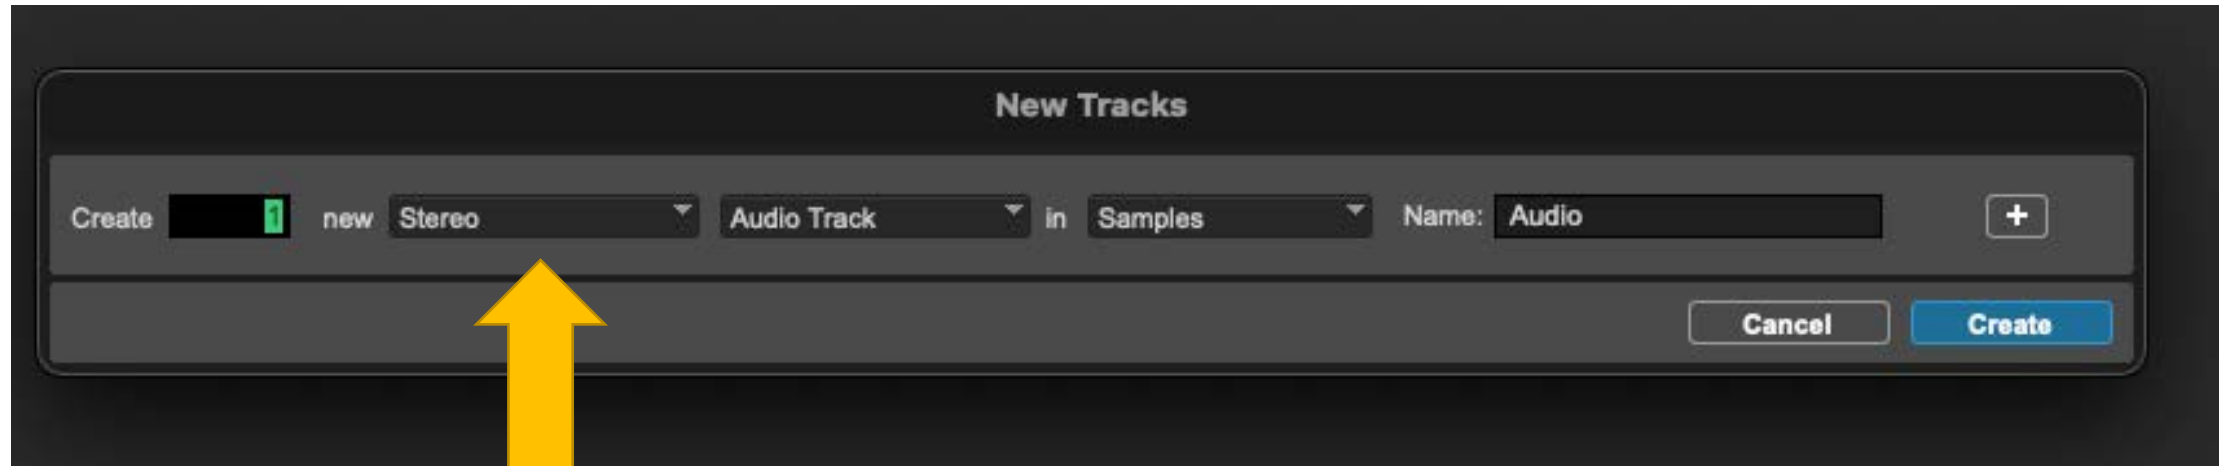 New Tracks
Create 1 new Stereo Audio Track in Samples Name: Audio +
Cancel Create